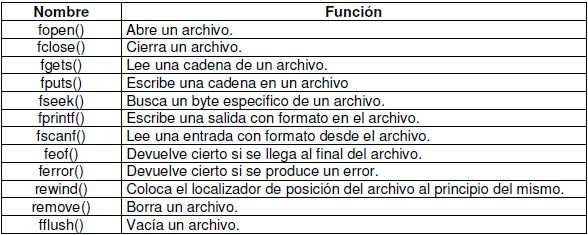 Nombre Función
fopen() Abre un archivo.
fclose() Cierra un archivo.
fgets() Lee una cadena de un archivo.
fputs() Escribe una cadena en un archivo
fseek() Busca un byte especifico de un archivo.
fprintf() Escribe una salida con formato en el archivo.
fscanf() Lee una entrada con formato desde el archivo.
feof() Devuelve cierto si se llega al final del archivo.
ferror() Devuelve cierto si se produce un error.
rewind() Coloca el localizador de posición del archivo al principio del mismo.
remove() Borra un archivo.
fflush() Vacía un archivo.